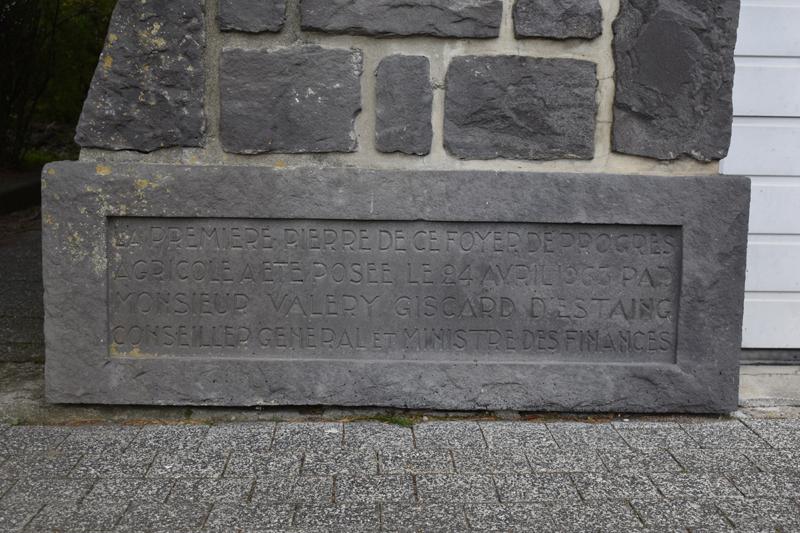 LA PREMIERE PIERRE DE CE FOYER DE PROGRES
AGRICOLE A ETE POSEE LE 24 AVRIL 1963 PAR
MONSIEUR VALERY GISCARD D'ESTAING
CONSEILLER GENERAL ET MINISTRE DES FINANCES